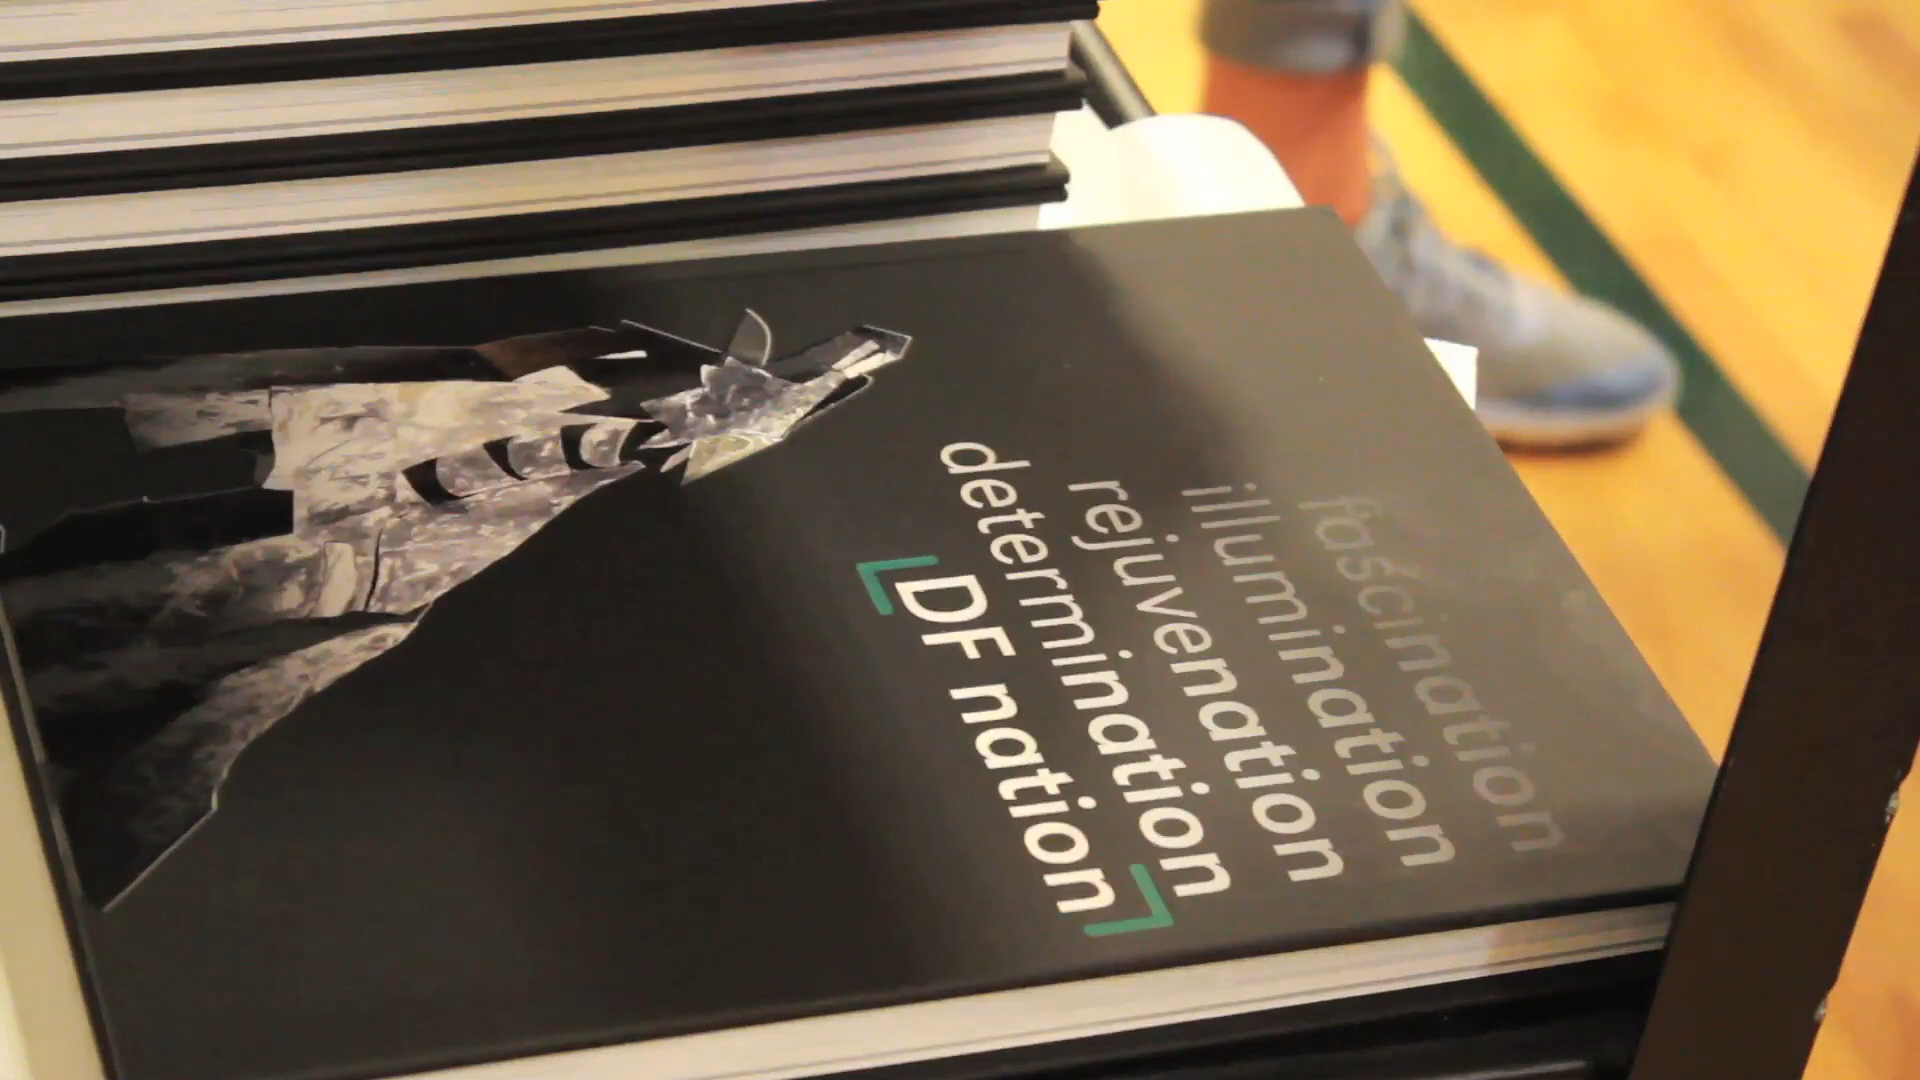 fascination
illumination
rejuvenation
determination
[DF nation]